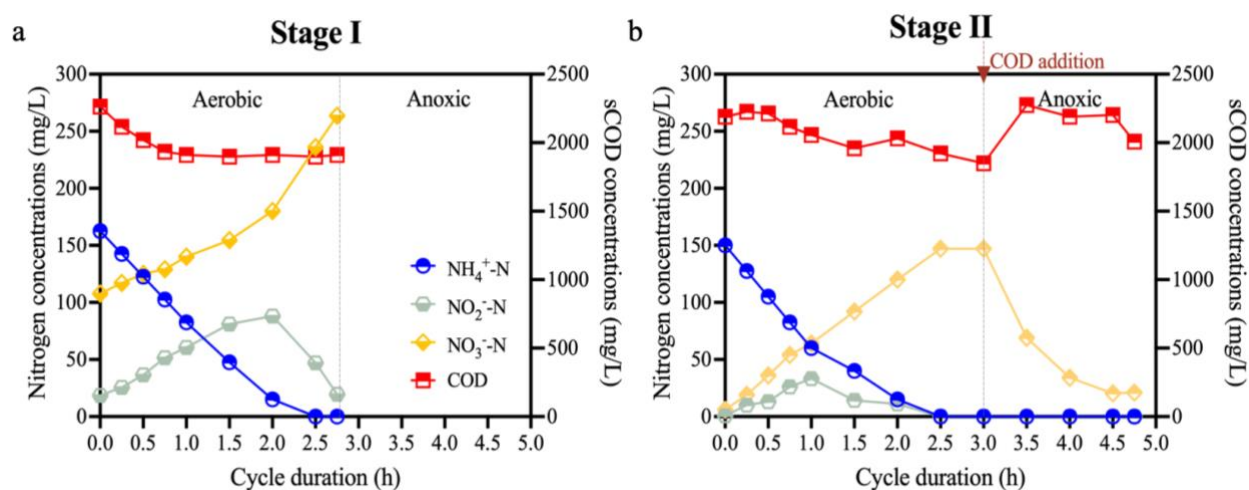 a
Stage I
Nitrogen concentrations (mg/L)
300
250
200
150
100
50
0
Aerobic
Anoxic
NH₄⁺-N
NO₂⁻-N
NO₃⁻-N
COD
2500
2000
1500
1000
500
0
sCOD concentrations (mg/L)
0.0 0.5 1.0 1.5 2.0 2.5 3.0 3.5 4.0 4.5 5.0
Cycle duration (h)
b
Stage II
COD addition
Nitrogen concentrations (mg/L)
300
250
200
150
100
50
0
Aerobic
Anoxic
2500
2000
1500
1000
500
0
sCOD concentrations (mg/L)
0.0 0.5 1.0 1.5 2.0 2.5 3.0 3.5 4.0 4.5 5.0
Cycle duration (h)